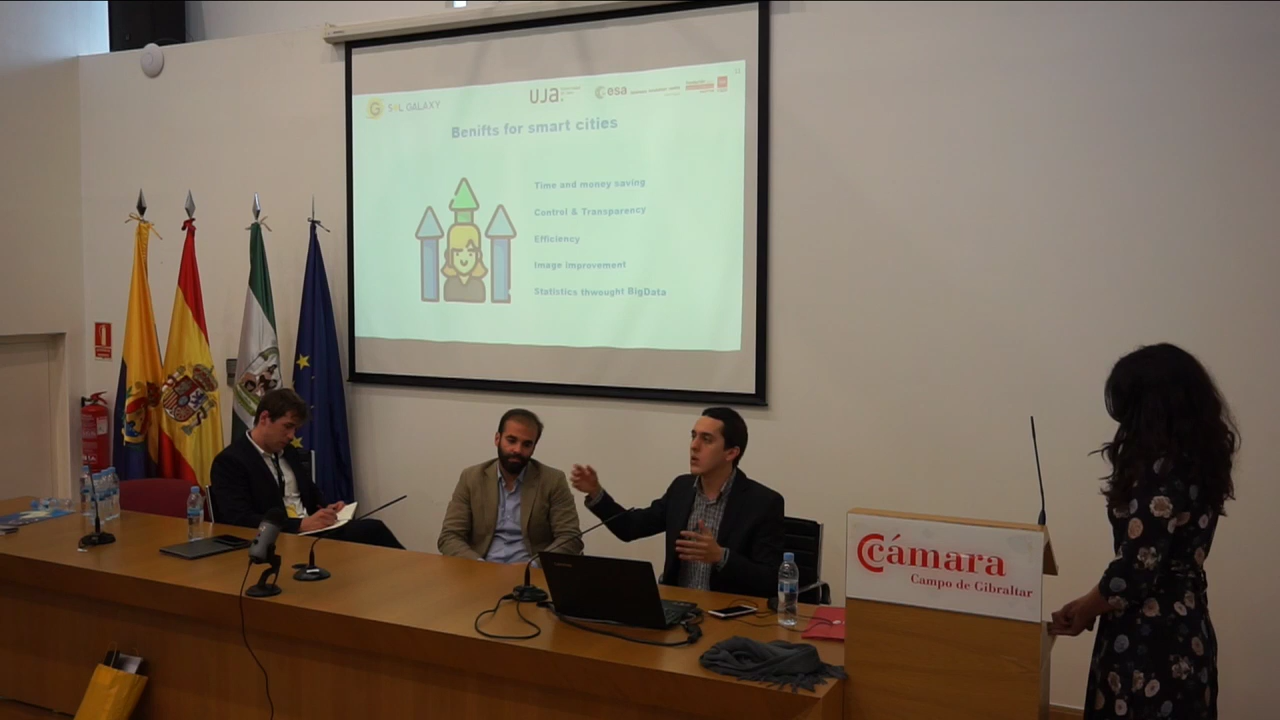 SOL GALAXY
UJa.
esa
Benifts for smart cities
Time and money saving
Control & Transparency
Efficiency
Image Improvement
Statistics thwought BigData
Cámara
Campo de Gibraltar